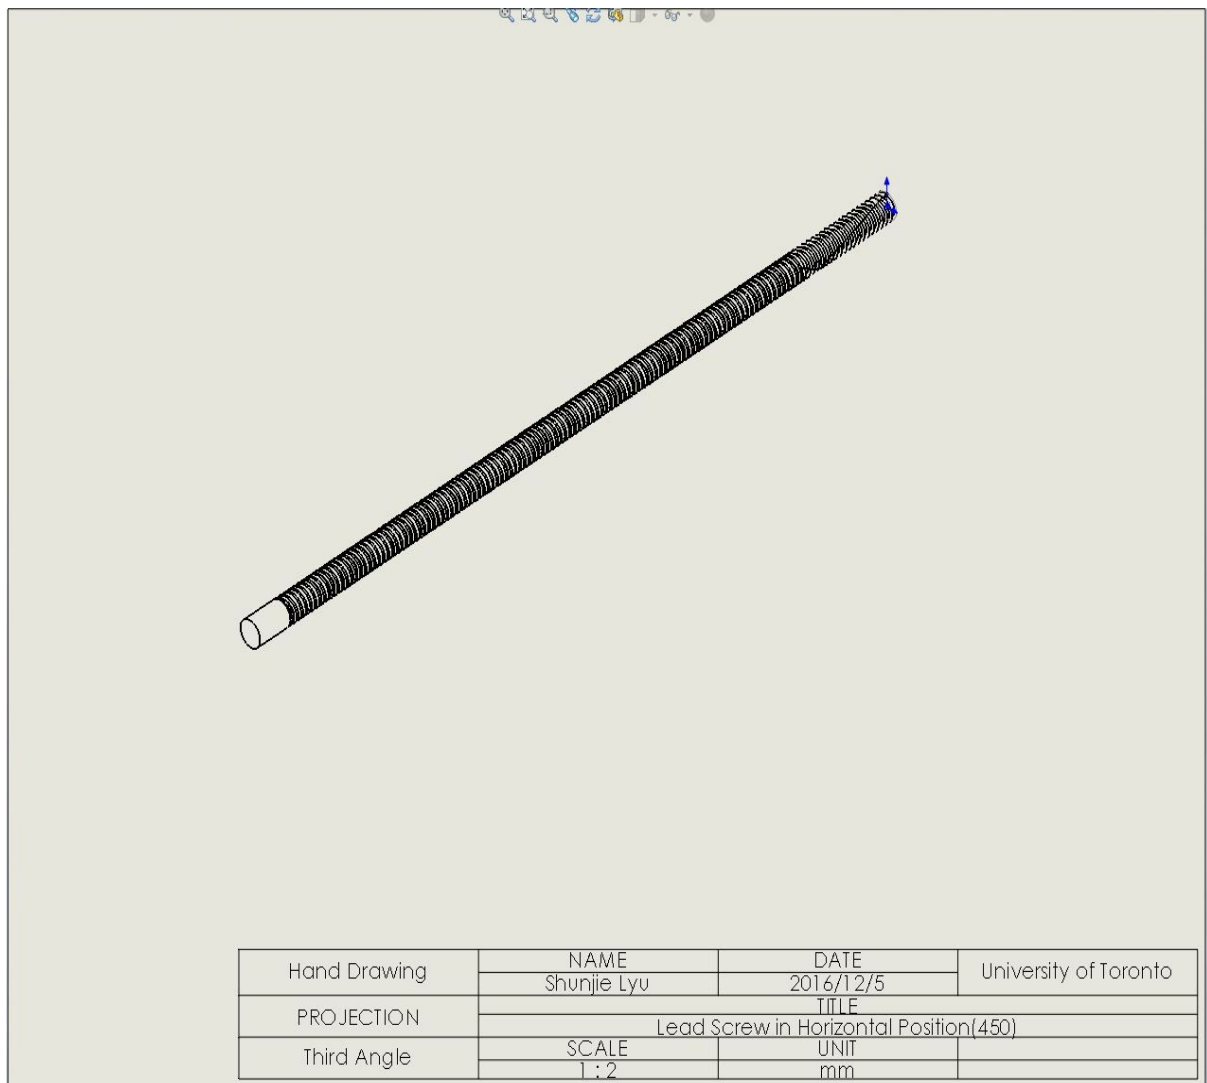 Hand Drawing
NAME
DATE
University of Toronto
Shunjie Lyu
2016/12/5
PROJECTION
TITLE
Lead Screw in Horizontal Position(450)
Third Angle
SCALE
UNIT
1 : 2
mm